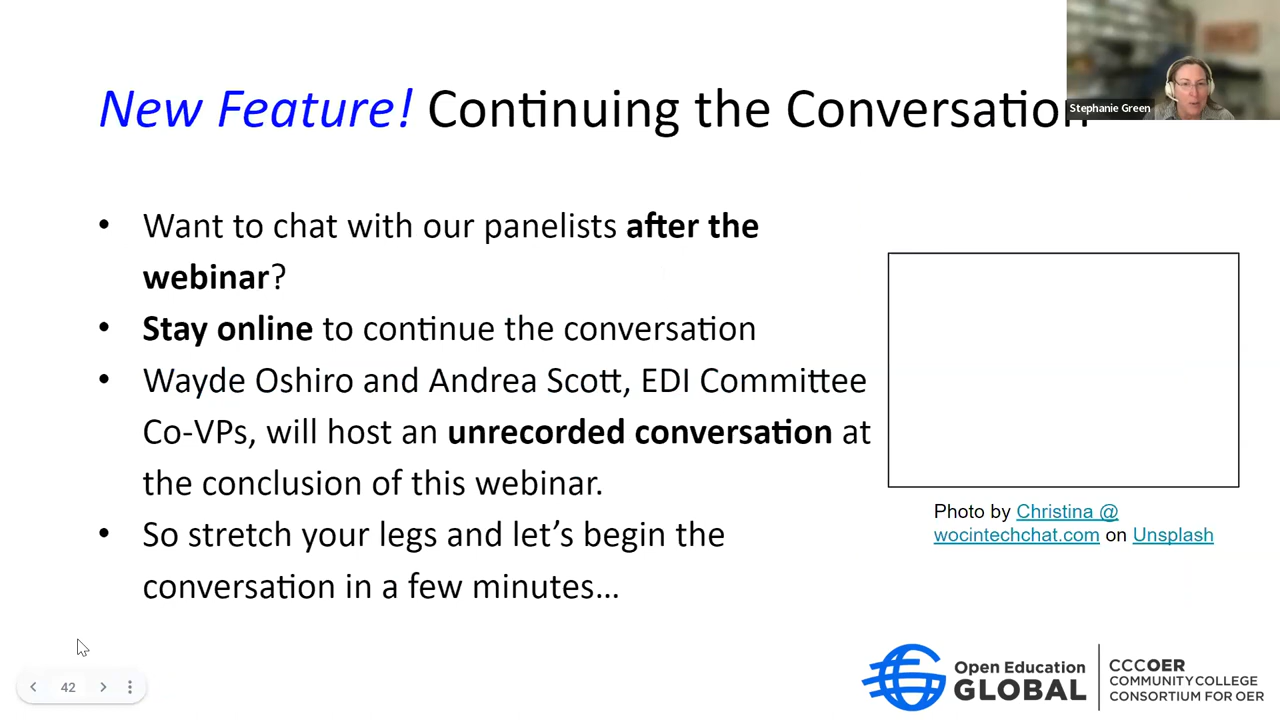 New Feature! Continuing the Conversation
Stephanie Green
• Want to chat with our panelists after the
webinar?
• Stay online to continue the conversation
• Wayde Oshiro and Andrea Scott, EDI Committee
Co-VPs, will host an unrecorded conversation at
the conclusion of this webinar.
• So stretch your legs and let’s begin the
conversation in a few minutes...
Photo by Christina @
wocintechchat.com on Unsplash
42
Open Education
GLOBAL
CCCOER
COMMUNITY COLLEGE
CONSORTIUM FOR OER